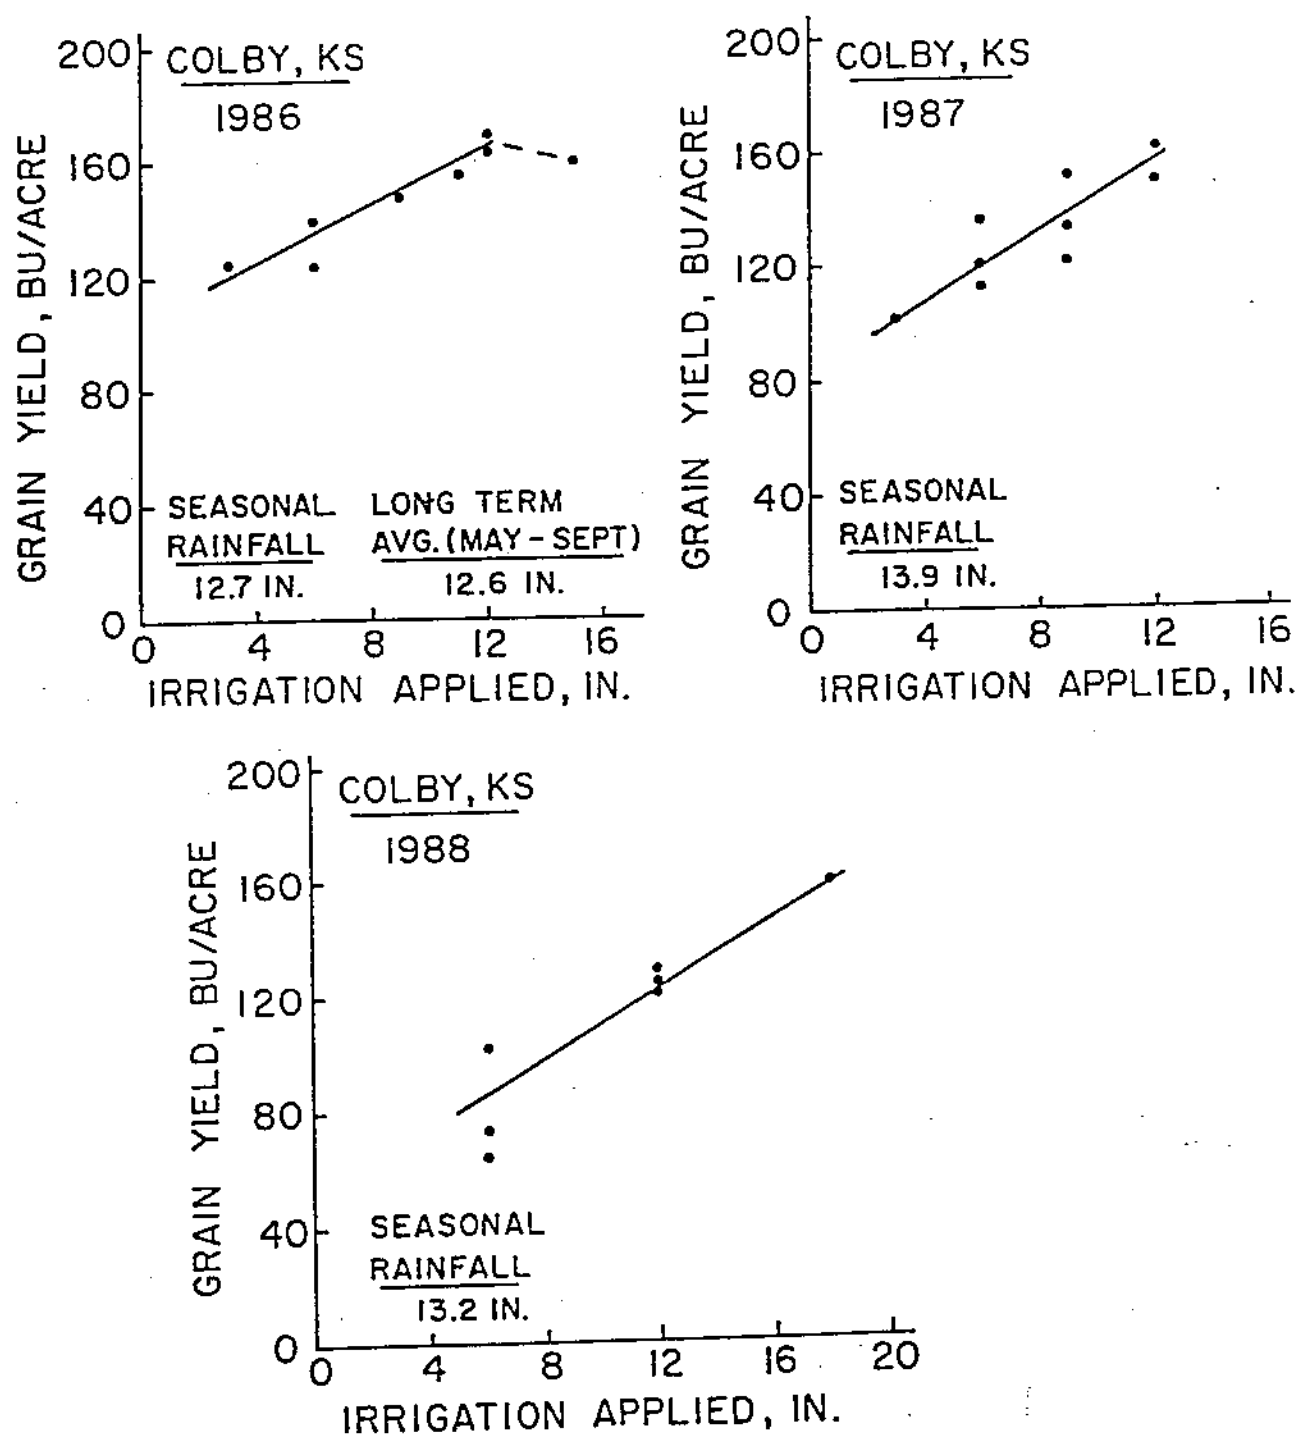 COLBY, KS
1986
GRAIN YIELD, BU/ACRE
200
160
120
80
40
0
SEASONAL
RAINFALL
12.7 IN.
LONG TERM
AVG. (MAY - SEPT)
12.6 IN.
0 4 8 12 16
IRRIGATION APPLIED, IN.
COLBY, KS
1987
GRAIN YIELD, BU/ACRE
200
160
120
80
40
0
SEASONAL
RAINFALL
13.9 IN.
0 4 8 12 16
IRRIGATION APPLIED, IN.
COLBY, KS
1988
GRAIN YIELD, BU/ACRE
200
160
120
80
40
0
SEASONAL
RAINFALL
13.2 IN.
0 4 8 12 16 20
IRRIGATION APPLIED, IN.